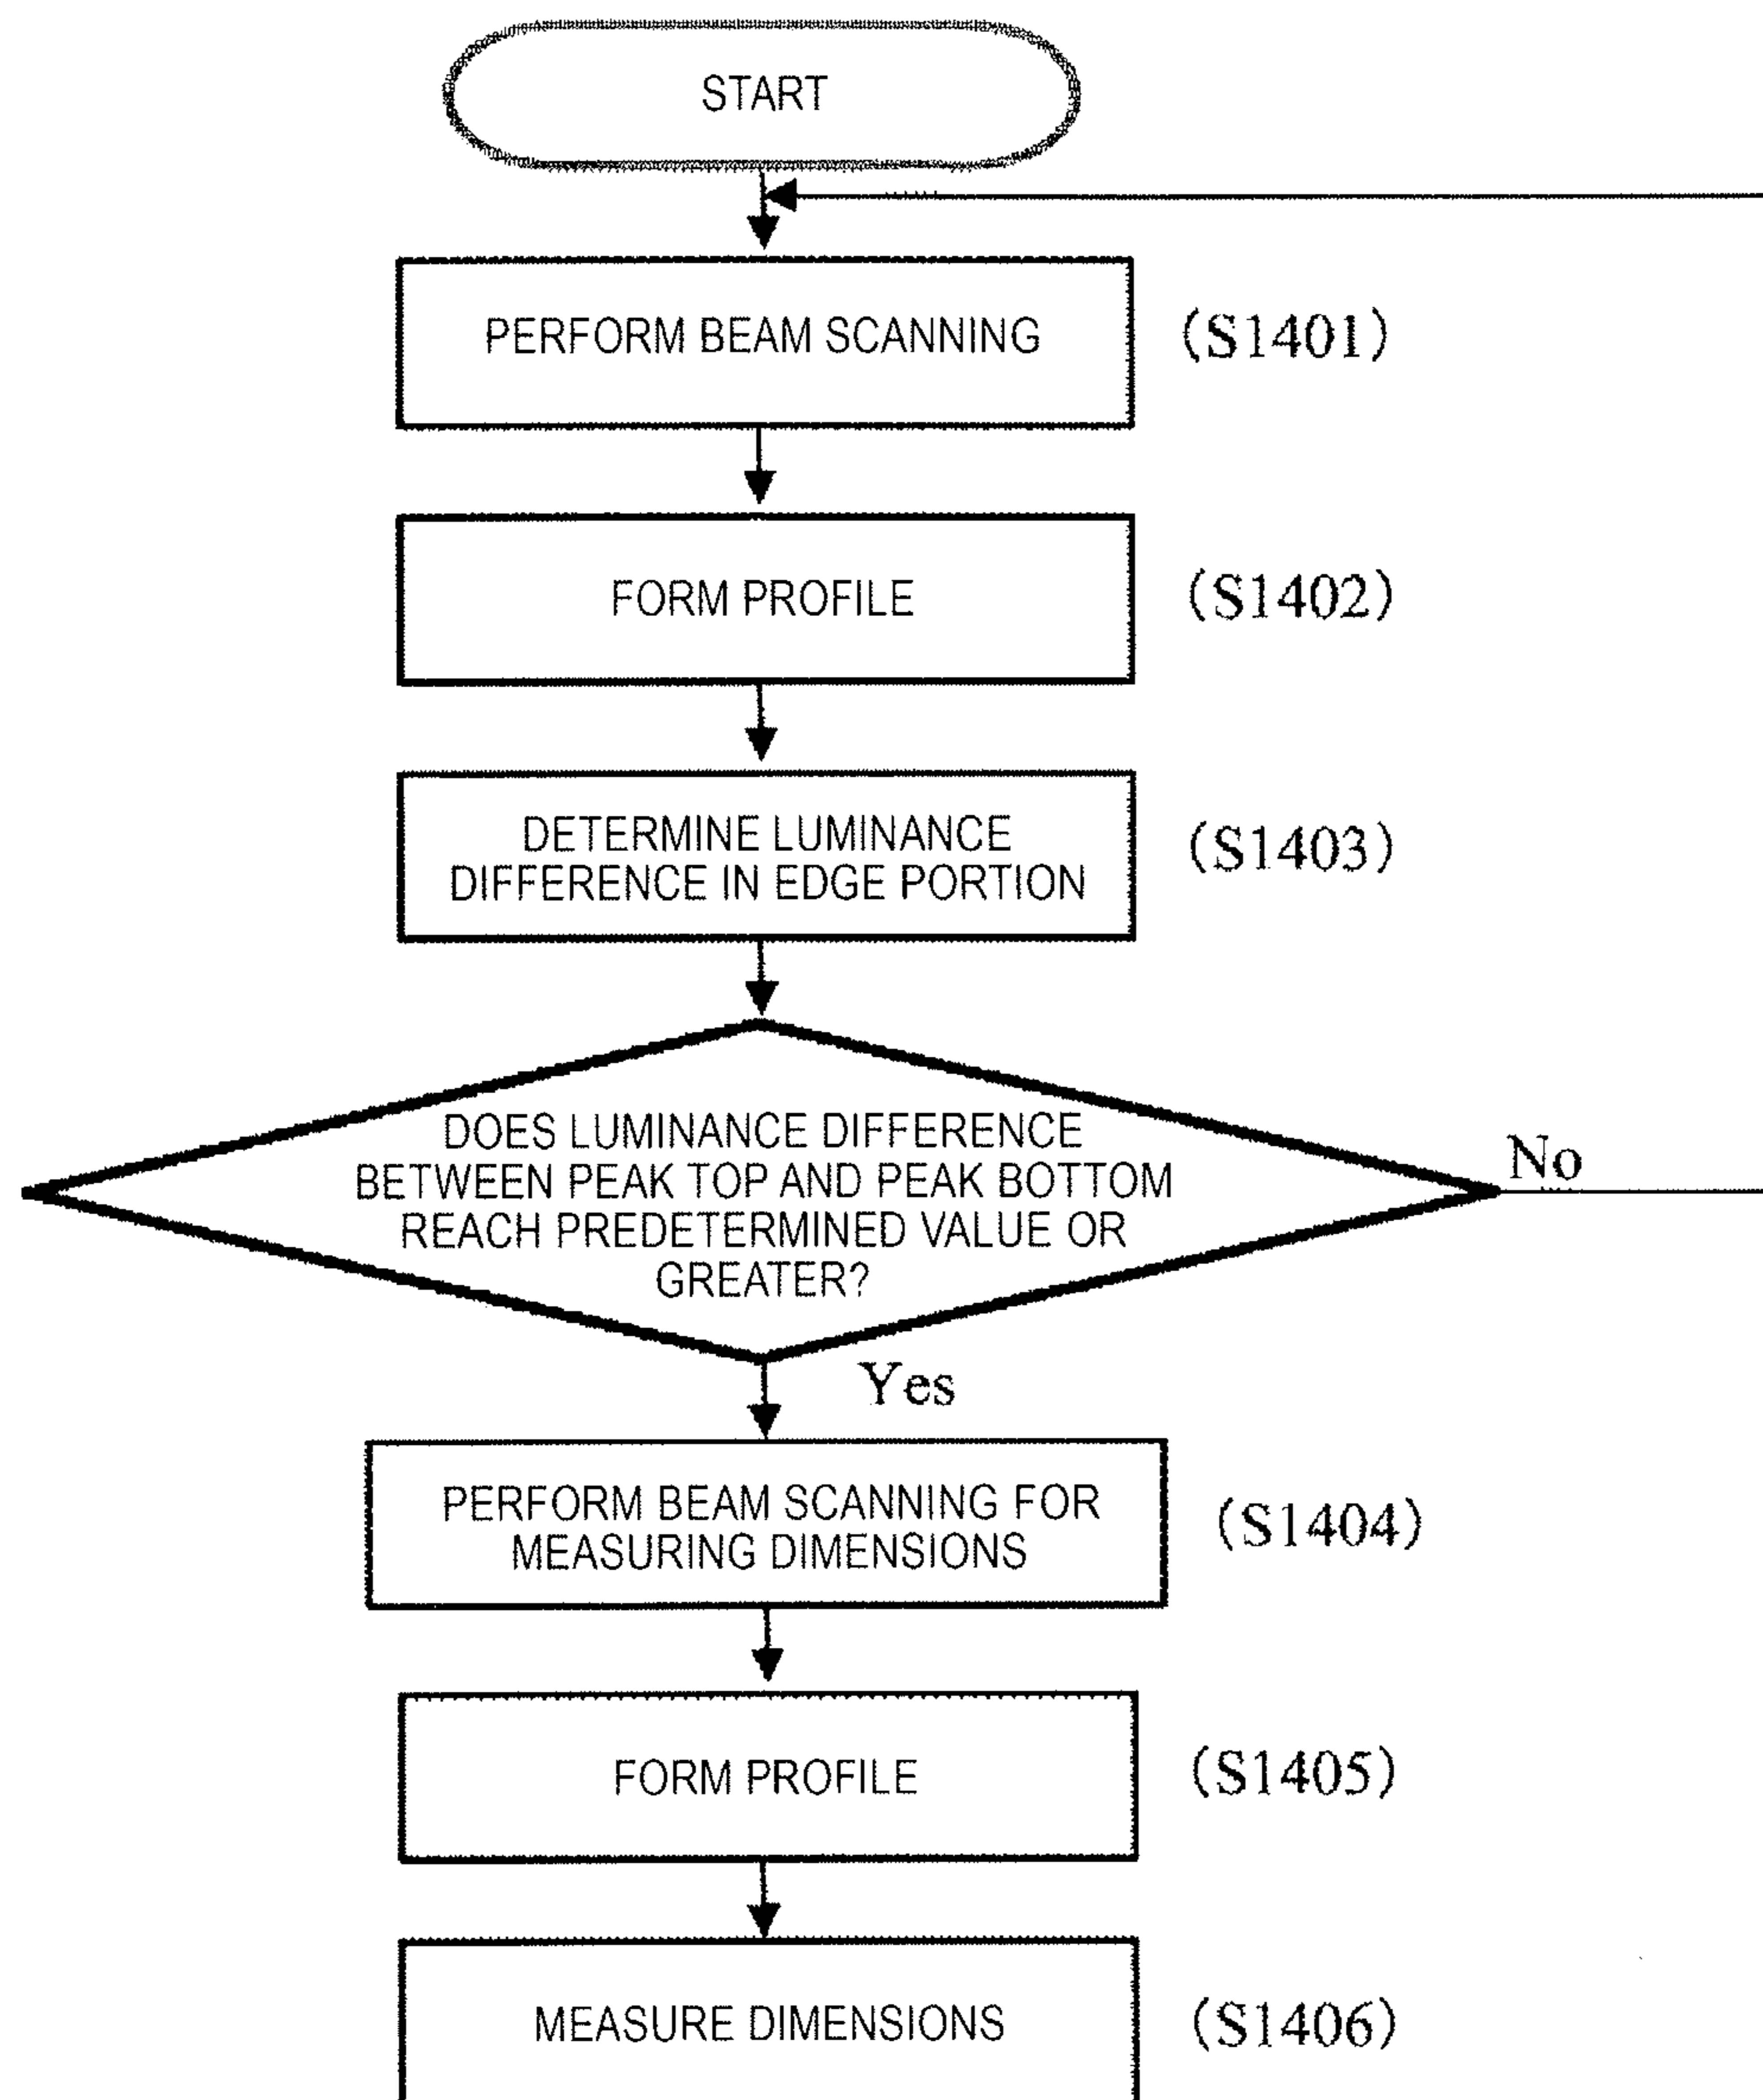 START
PERFORM BEAM SCANNING
(S1401)
FORM PROFILE
(S1402)
DETERMINE LUMINANCE
DIFFERENCE IN EDGE PORTION
(S1403)
DOES LUMINANCE DIFFERENCE
BETWEEN PEAK TOP AND PEAK BOTTOM
REACH PREDETERMINED VALUE OR
GREATER?
No
Yes
PERFORM BEAM SCANNING FOR
MEASURING DIMENSIONS
(S1404)
FORM PROFILE
(S1405)
MEASURE DIMENSIONS
(S1406)